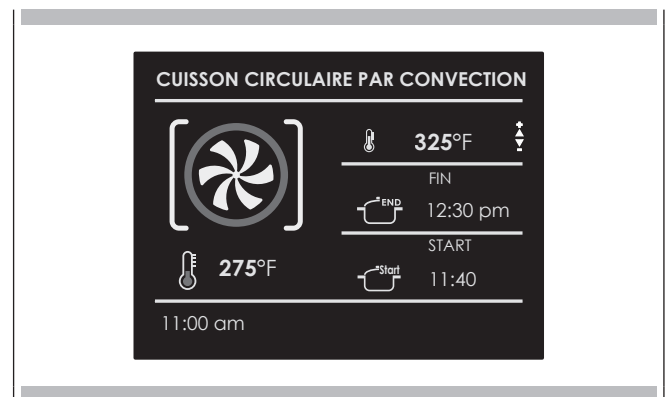 CUISSON CIRCULAIRE PAR CONVECTION
325°F
FIN
END
12:30 pm
START
Start
11:40
275°F
11:00 am